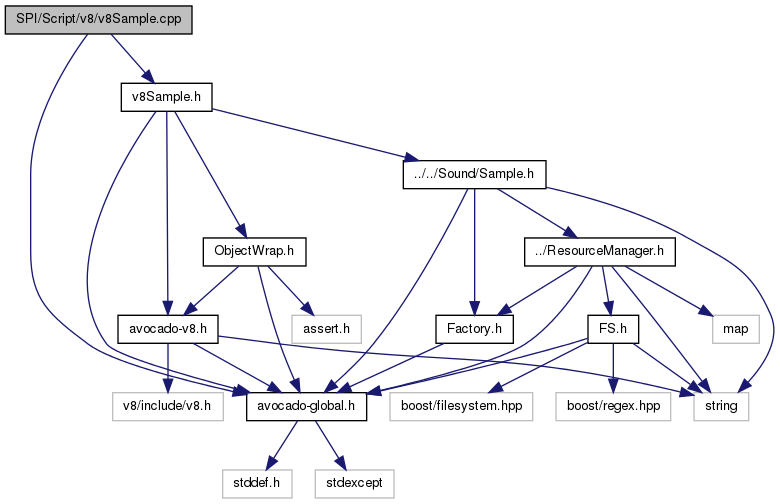 SPI/Script/v8/v8Sample.cpp
v8Sample.h
../../Sound/Sample.h
ObjectWrap.h
../ResourceManager.h
avocado-v8.h
assert.h
Factory.h
FS.h
map
v8/include/v8.h
avocado-global.h
boost/filesystem.hpp
boost/regex.hpp
string
stddef.h
stdexcept